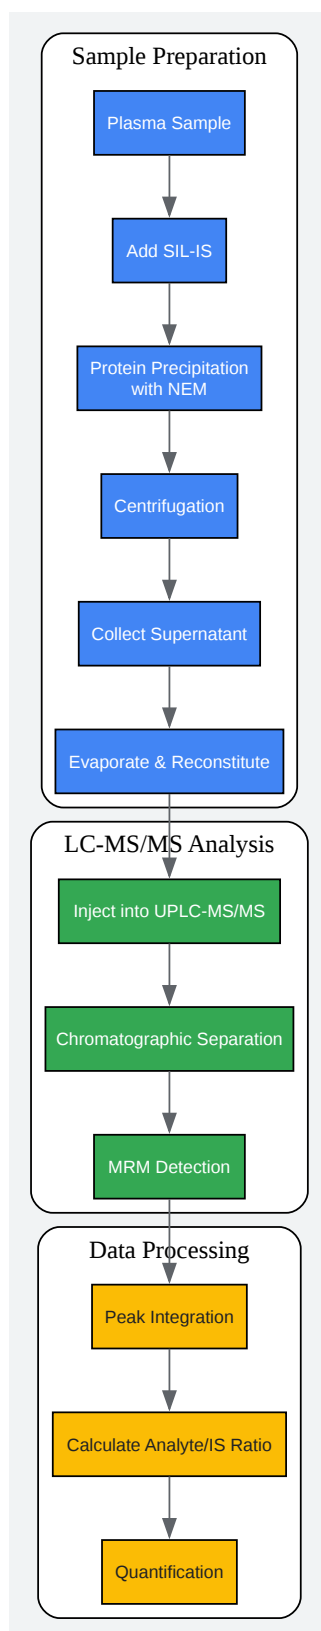 Sample Preparation
Plasma Sample
Add SIL-IS
Protein Precipitation
with NEM
Centrifugation
Collect Supernatant
Evaporate & Reconstitute
LC-MS/MS Analysis
Inject into UPLC-MS/MS
Chromatographic Separation
MRM Detection
Data Processing
Peak Integration
Calculate Analyte/IS Ratio
Quantification